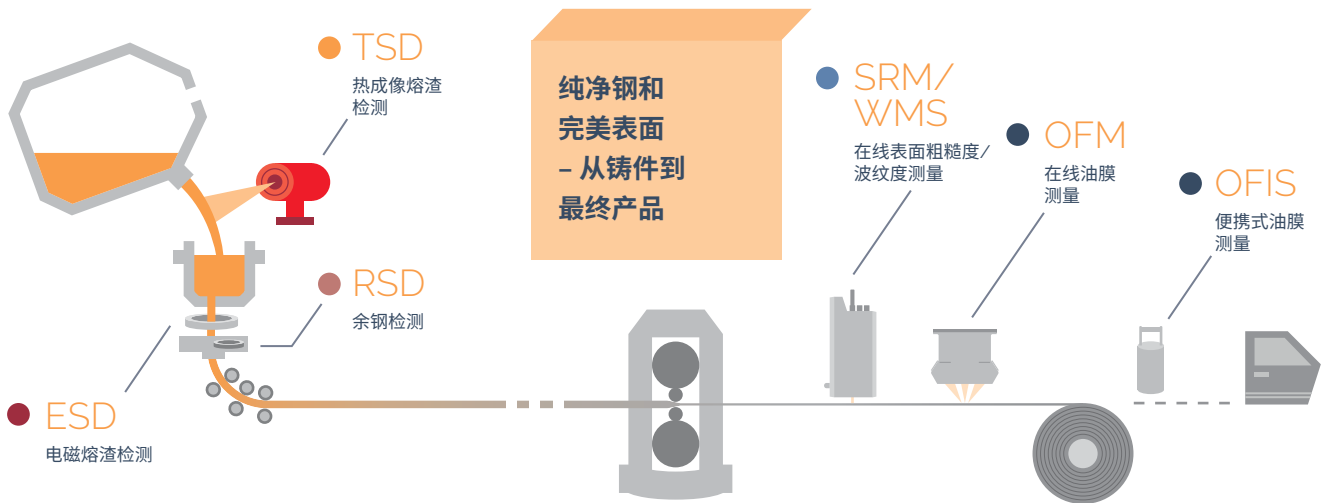 TSD
热成像熔渣
检测
纯净钢和
完美表面
– 从铸件到
最终产品
SRM/
WMS
在线表面粗糙度/
波纹度测量
OFM
在线油膜
测量
OFIS
便携式油膜
测量
RSD
余钢检测
ESD
电磁熔渣检测